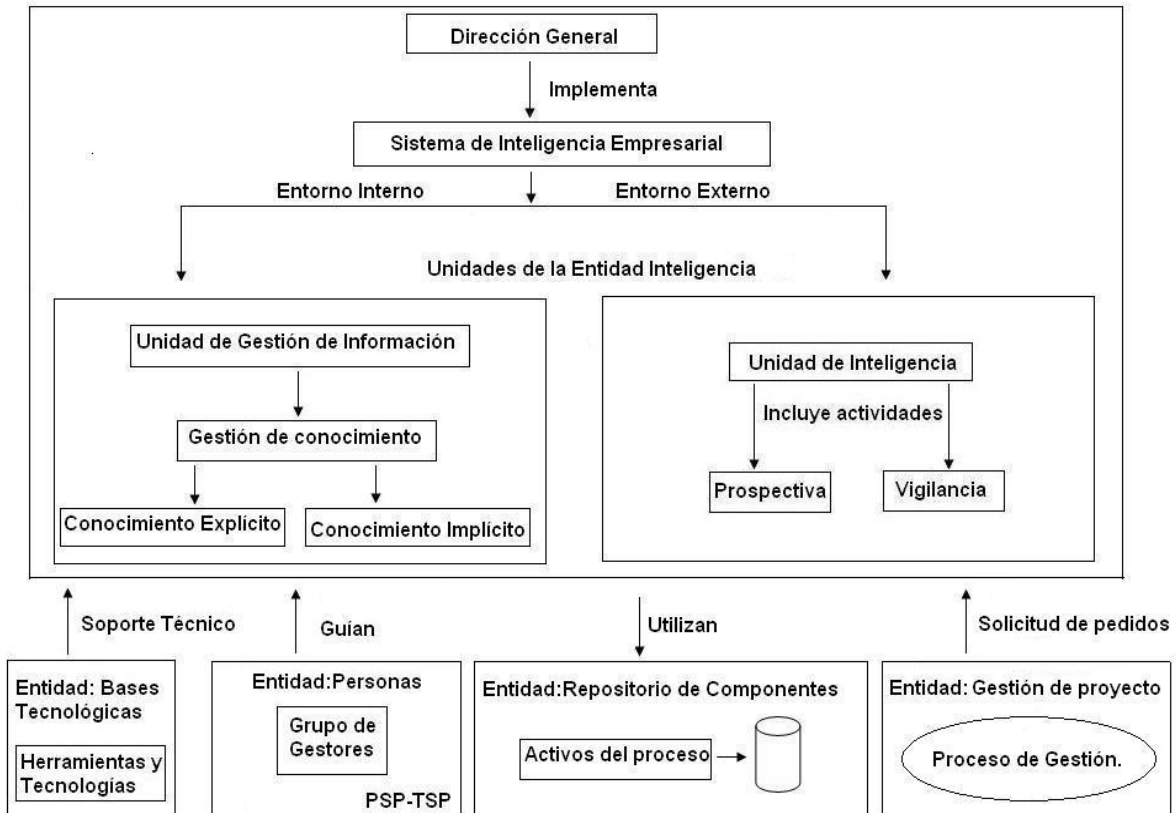 Dirección General
Implementa
Sistema de Inteligencia Empresarial
Entorno Interno
Entorno Externo
Unidades de la Entidad Inteligencia
Unidad de Gestión de Información
Gestión de conocimiento
Conocimiento Explícito
Conocimiento Implícito
Unidad de Inteligencia
Incluye actividades
Prospectiva
Vigilancia
Soporte Técnico
Guían
Utilizan
Solicitud de pedidos
Entidad: Bases
Tecnológicas
Herramientas y
Tecnologías
Entidad:Personas
Grupo de
Gestores
PSP-TSP
Entidad:Repositorio de Componentes
Activos del proceso
Entidad: Gestión de proyecto
Proceso de Gestión.